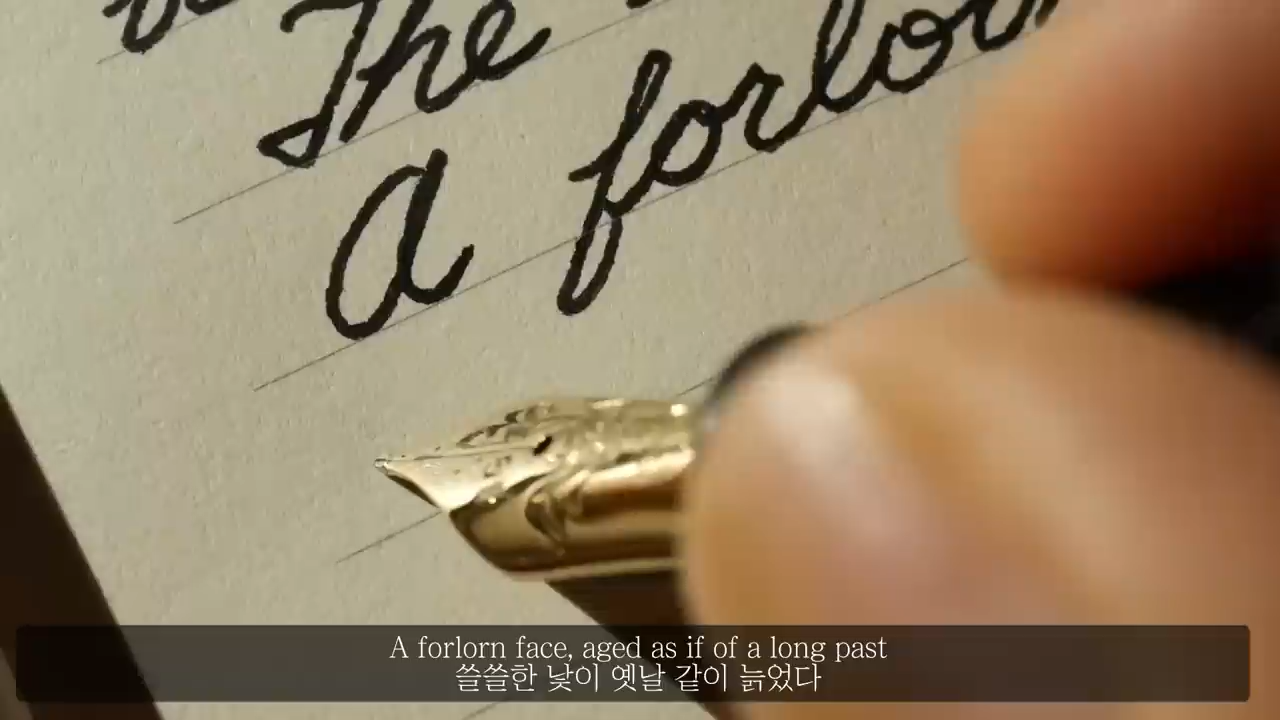 The
a forlor
A forlorn face, aged as if of a long past
쓸쓸한 낯이 옛날 같이 늙었다